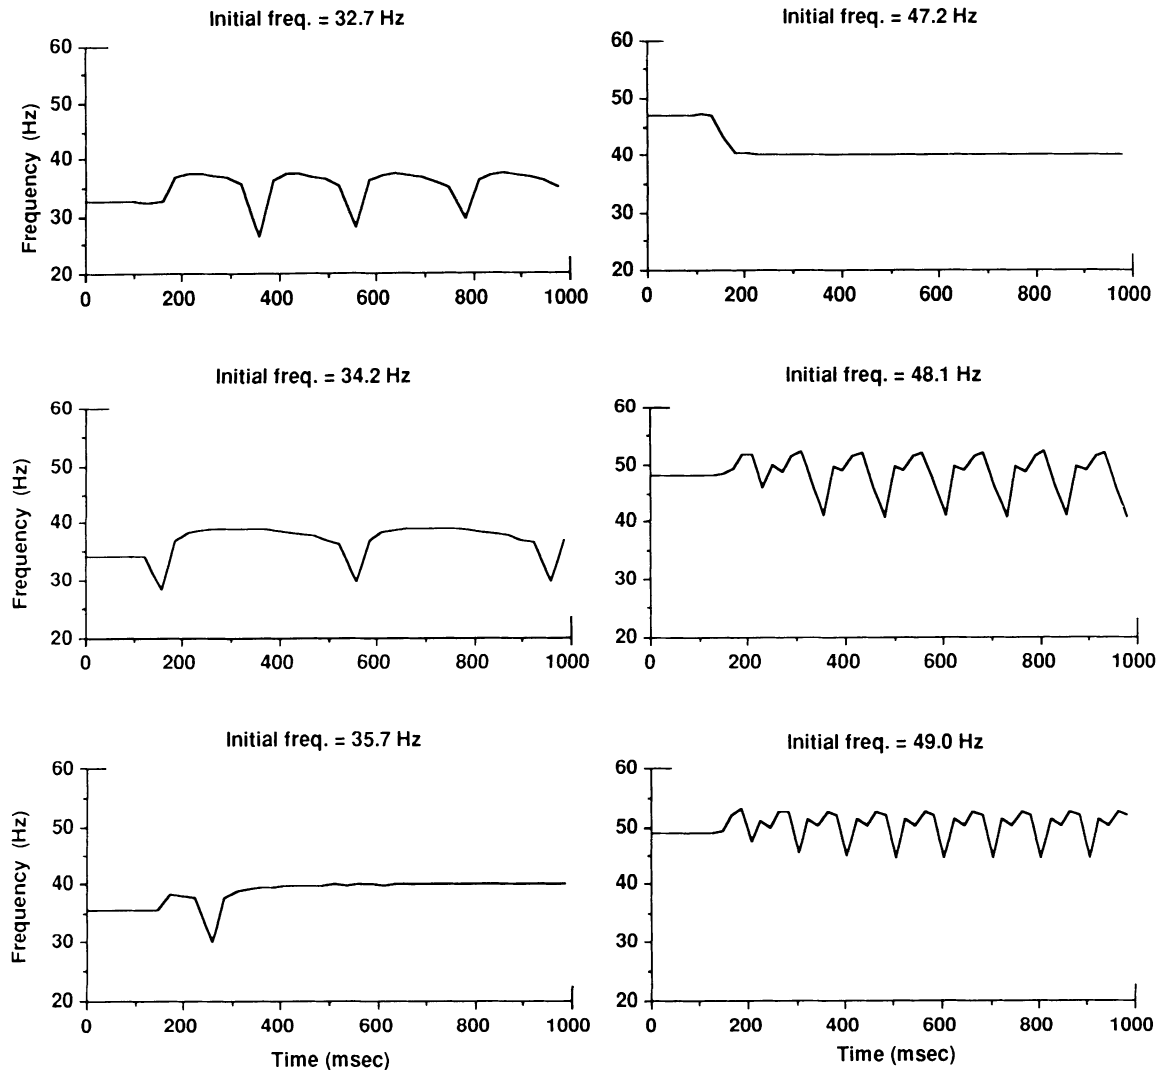 Initial freq. = 32.7 Hz
60
50
40
30
20
Frequency (Hz)
0 200 400 600 800 1000
Initial freq. = 47.2 Hz
60
50
40
30
20
0 200 400 600 800 1000
Initial freq. = 34.2 Hz
60
50
40
30
20
Frequency (Hz)
0 200 400 600 800 1000
Initial freq. = 48.1 Hz
60
50
40
30
20
0 200 400 600 800 1000
Initial freq. = 35.7 Hz
60
50
40
30
20
Frequency (Hz)
0 200 400 600 800 1000
Time (msec)
Initial freq. = 49.0 Hz
60
50
40
30
20
0 200 400 600 800 1000
Time (msec)